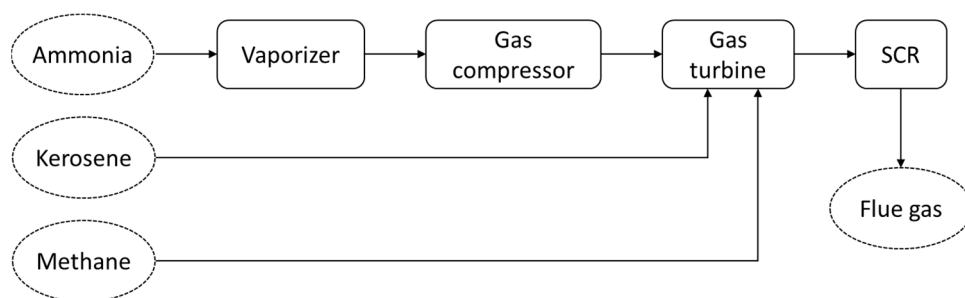 Ammonia
Vaporizer
Gas
compressor
Gas
turbine
SCR
Kerosene
Flue gas
Methane